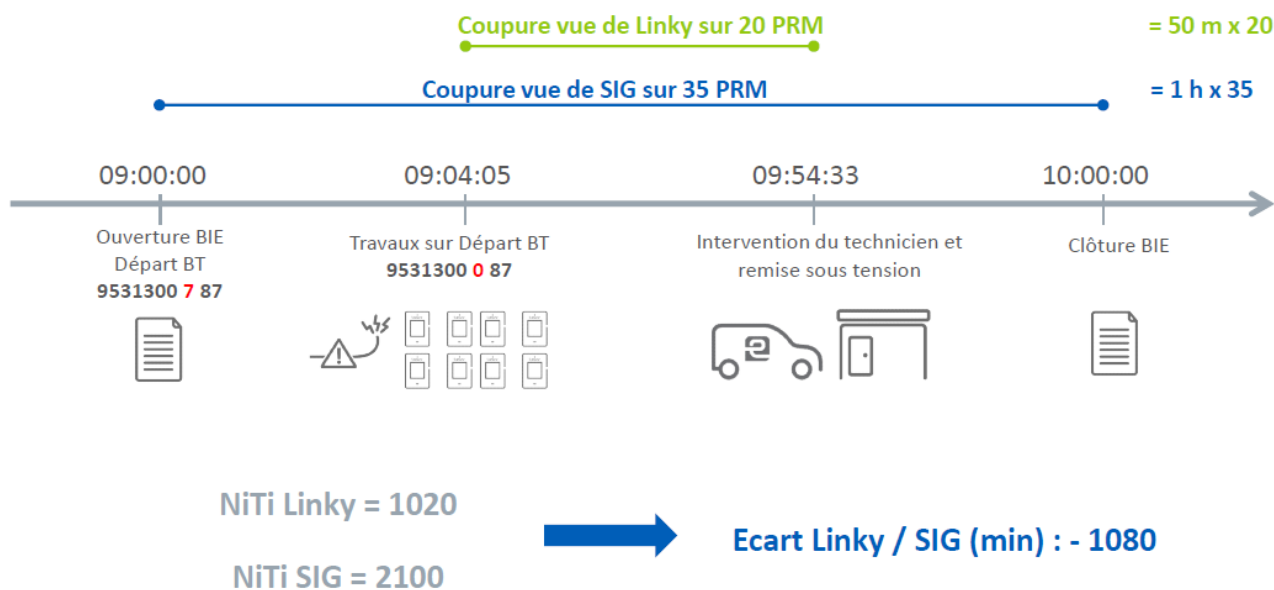 Coupure vue de Linky sur 20 PRM
= 50 m x 20
Coupure vue de SIG sur 35 PRM
= 1 h x 35
09:00:00
09:04:05
09:54:33
10:00:00
Ouverture BIE
Départ BT
9531300 7 87
Travaux sur Départ BT
9531300 0 87
Intervention du technicien et
remise sous tension
Clôture BIE
NiTi Linky = 1020
NiTi SIG = 2100
Ecart Linky / SIG (min) : - 1080